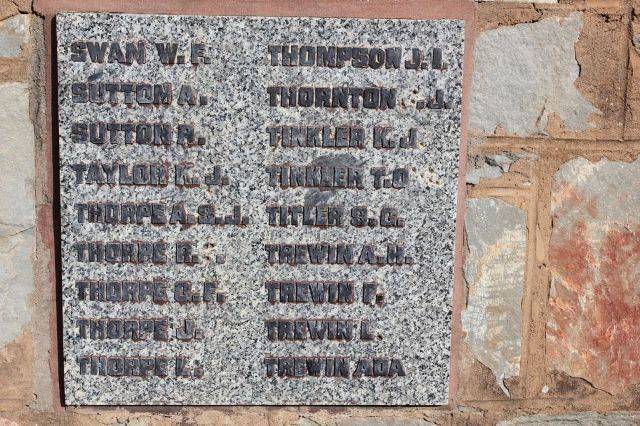 SWAN W.F.
SUTTON A.
SUTTON R.
TAYLOR K.J.
THORPE A.S.J.
THORPE
THORPE C.F.
THORPE J.
THORPE L.
THOMPSON J.I.
THORNTON
TINKLER K.J
TINKLER T.O
TITLER S.G.
TREWIN A.H.
TREWIN F.
TREWIN L.
TREWIN ADA